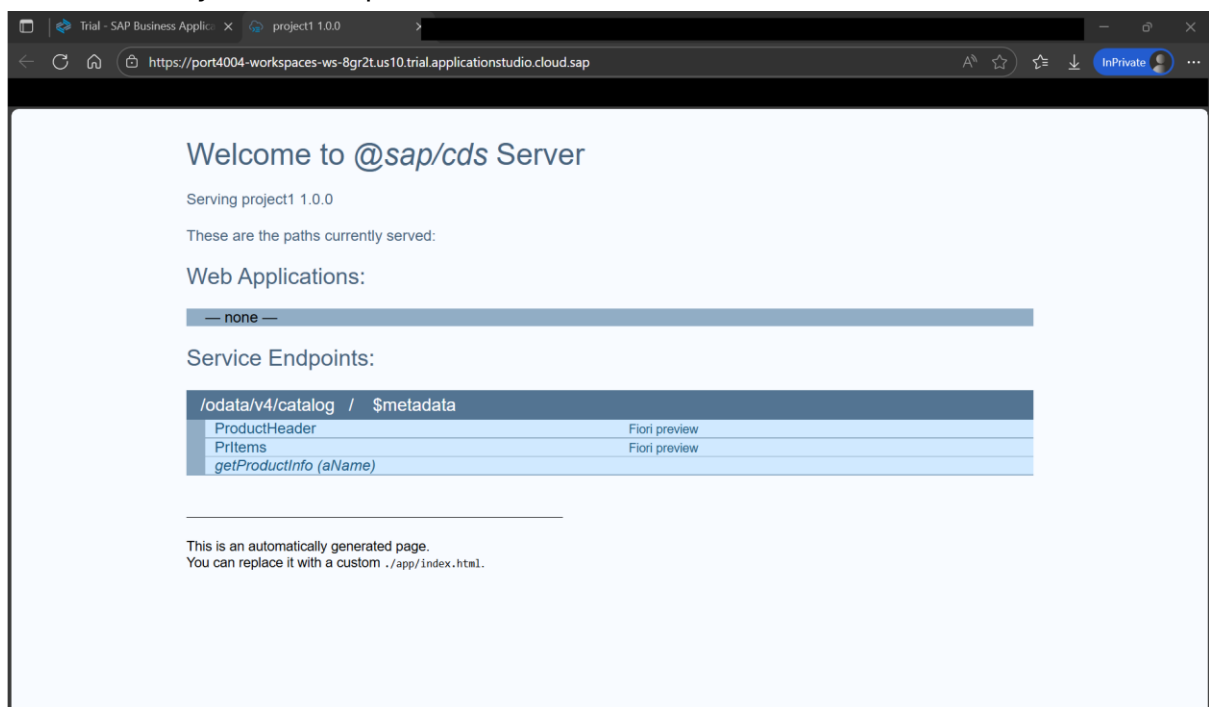 Trial - SAP Business Applic
project1 1.0.0
https://port4004-workspaces-ws-8gr2t.us10.trial.applicationstudio.cloud.sap
InPrivate
Welcome to @sap/cds Server
Serving project1 1.0.0
These are the paths currently served:
Web Applications:
— none —
Service Endpoints:
/odata/v4/catalog / $metadata
ProductHeader Fiori preview
PrItems Fiori preview
getProductInfo (aName)
This is an automatically generated page.
You can replace it with a custom ./app/index.html.